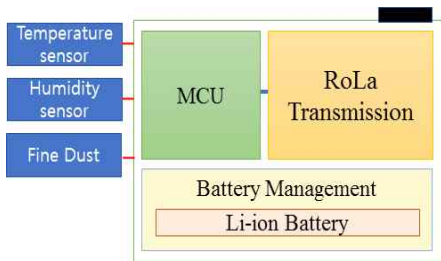 Temperature
sensor
Humidity
sensor
Fine Dust
MCU
RoLa
Transmission
Battery Management
Li-ion Battery